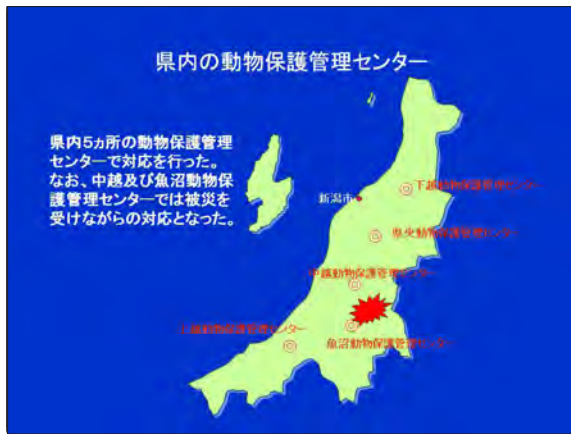 県内の動物保護管理センター
県内5ヵ所の動物保護管理
センターで対応を行った。
なお、中越及び魚沼動物保
護管理センターでは被災を
受けながらの対応となった。
下越動物保護管理センター
新潟市
県央動物保護管理センター
中越動物保護管理センター
上越動物保護管理センター
魚沼動物保護管理センター